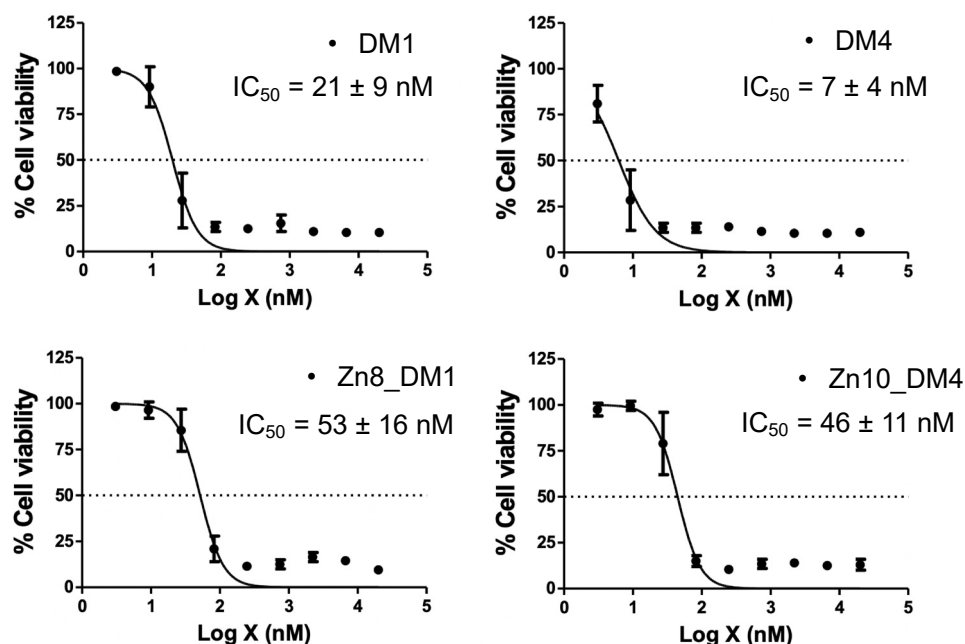 DM1
IC50 = 21 ± 9 nM
% Cell viability
125
100
75
50
25
0
0 1 2 3 4 5
Log X (nM)
DM4
IC50 = 7 ± 4 nM
% Cell viability
125
100
75
50
25
0
0 1 2 3 4 5
Log X (nM)
Zn8_DM1
IC50 = 53 ± 16 nM
% Cell viability
125
100
75
50
25
0
0 1 2 3 4 5
Log X (nM)
Zn10_DM4
IC50 = 46 ± 11 nM
% Cell viability
125
100
75
50
25
0
0 1 2 3 4 5
Log X (nM)